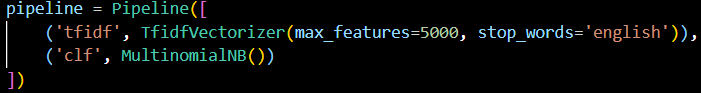 pipeline = Pipeline([
    ('tfidf', TfidfVectorizer(max_features=5000, stop_words='english')),
    ('clf', MultinomialNB())
])